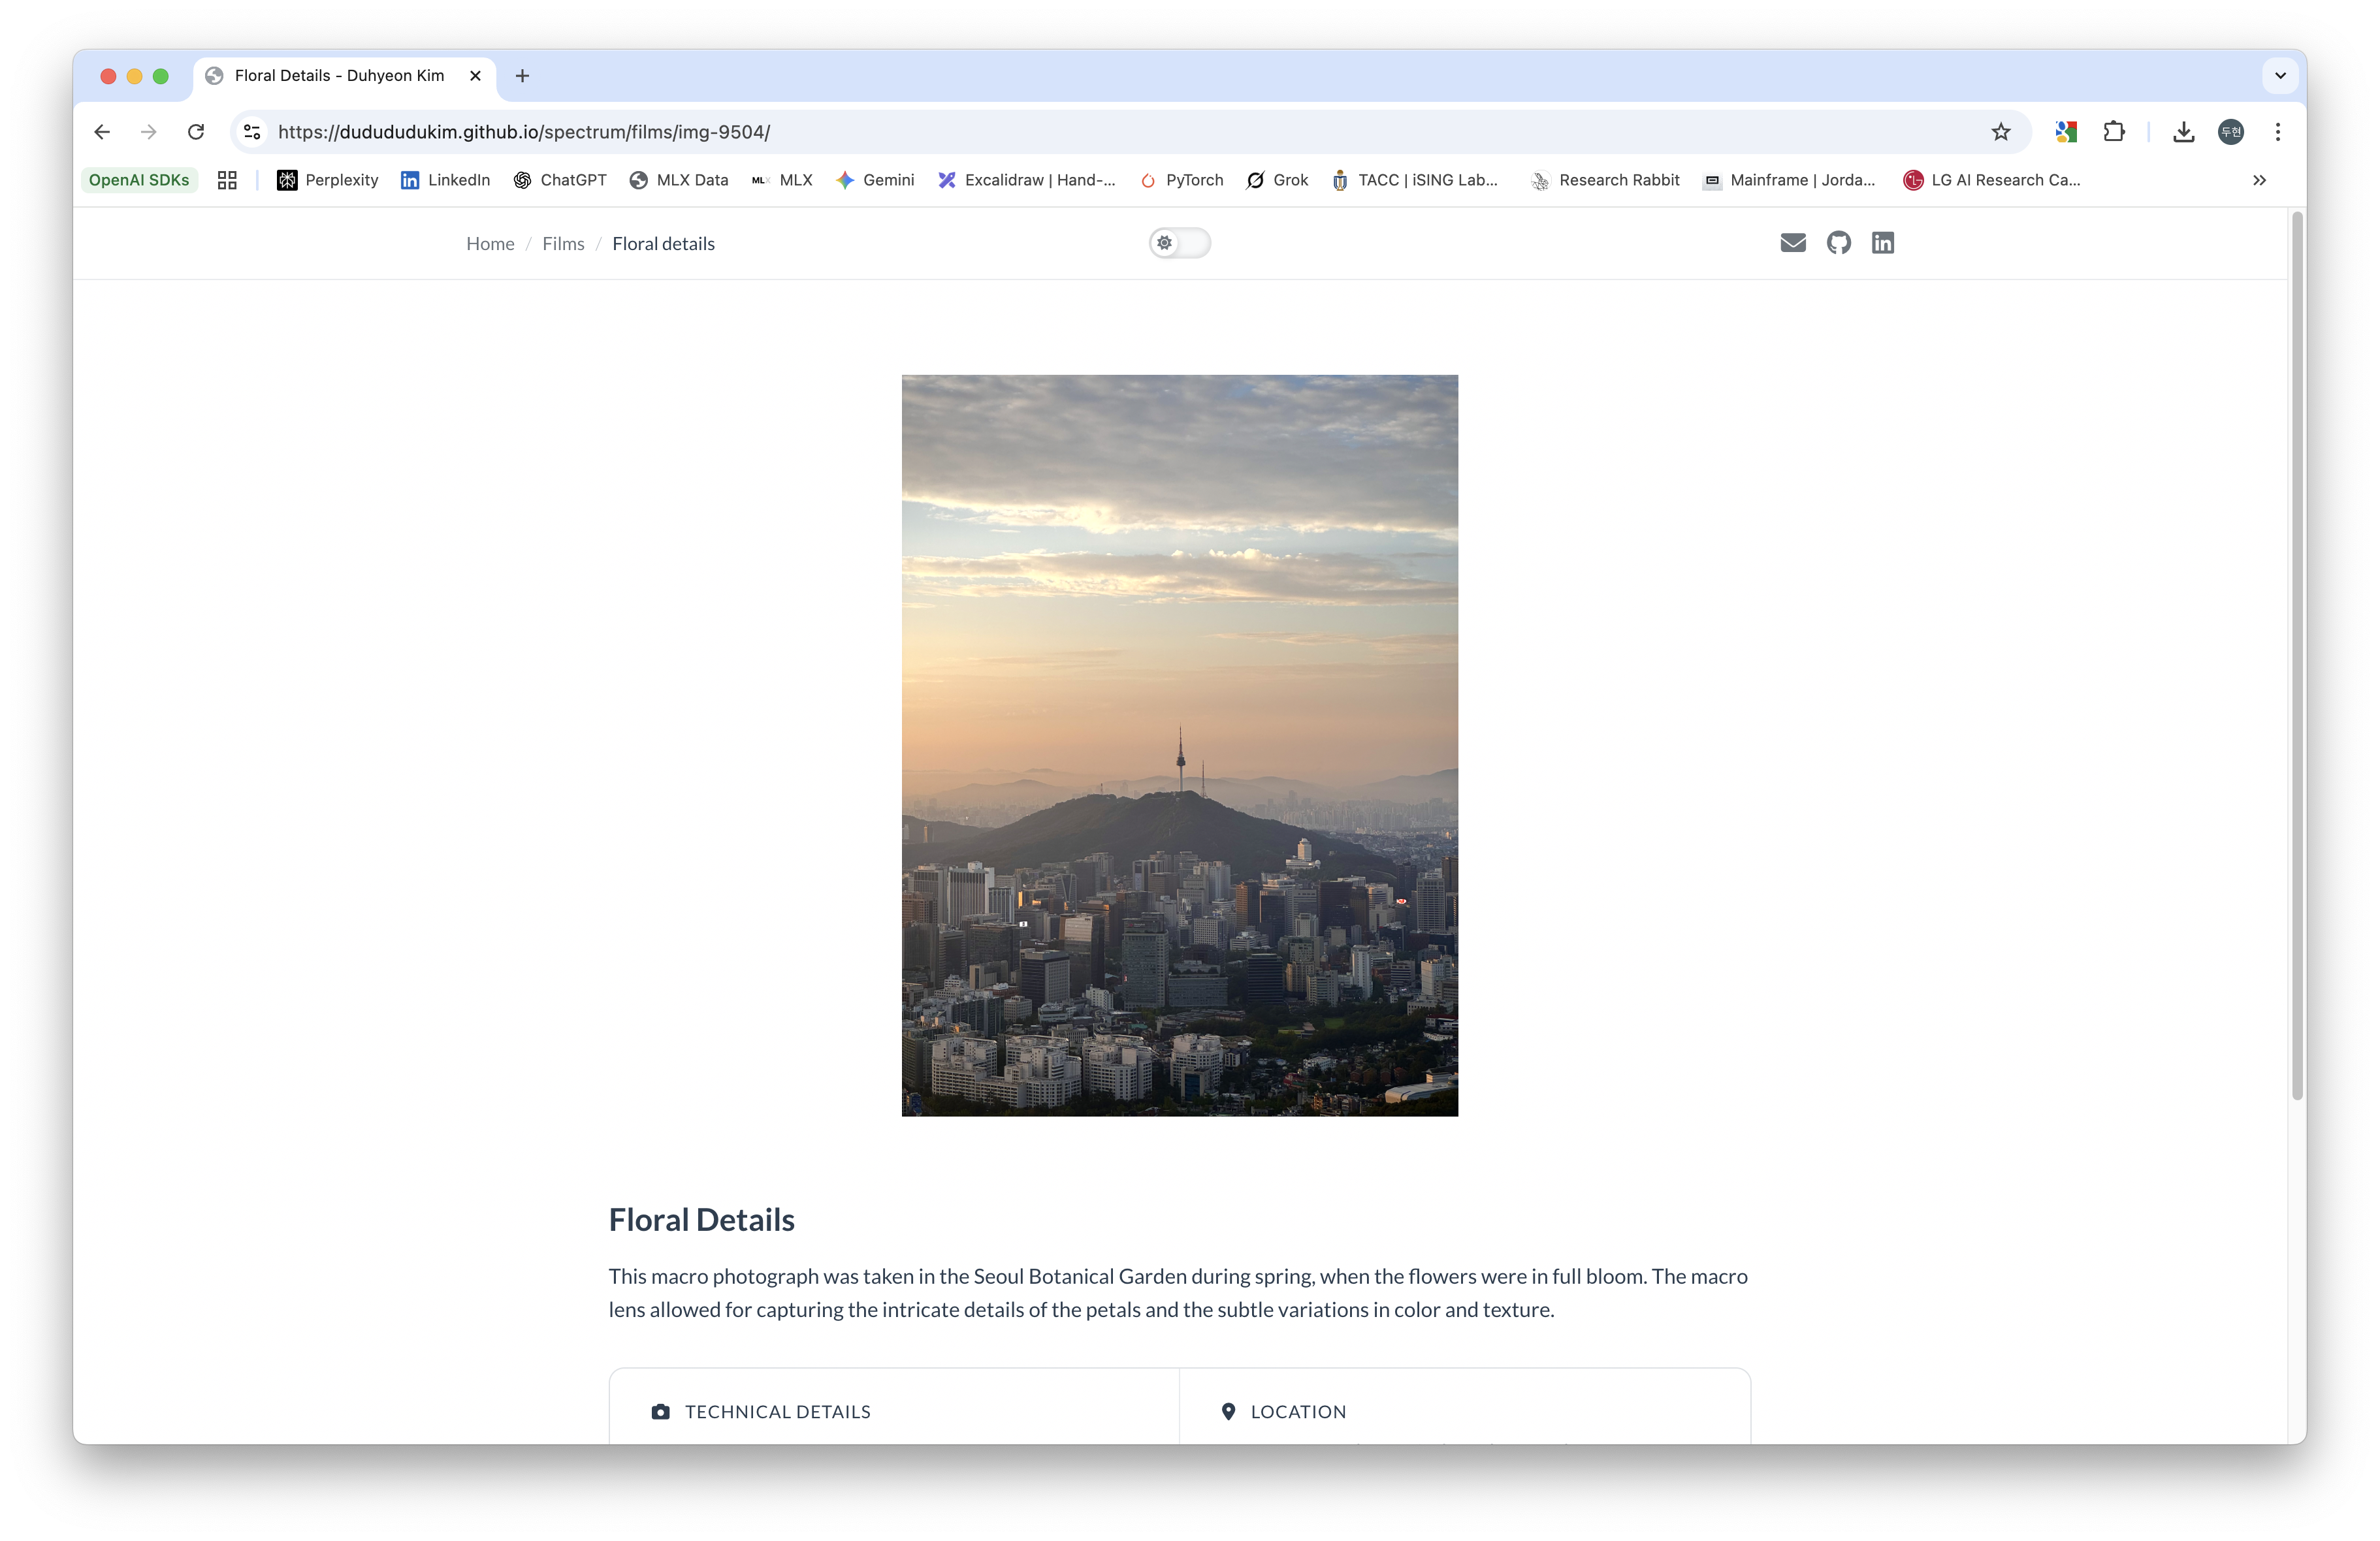 Floral Details - Duhyeon Kim
https://dudududukim.github.io/spectrum/films/img-9504/
두현
OpenAI SDKs
Perplexity
LinkedIn
ChatGPT
MLX Data
MLX
Gemini
Excalidraw | Hand-...
PyTorch
Grok
TACC | iSING Lab...
Research Rabbit
Mainframe | Jorda...
LG AI Research Ca...
Home / Films / Floral details
Floral Details
This macro photograph was taken in the Seoul Botanical Garden during spring, when the flowers were in full bloom. The macro
lens allowed for capturing the intricate details of the petals and the subtle variations in color and texture.
TECHNICAL DETAILS
LOCATION